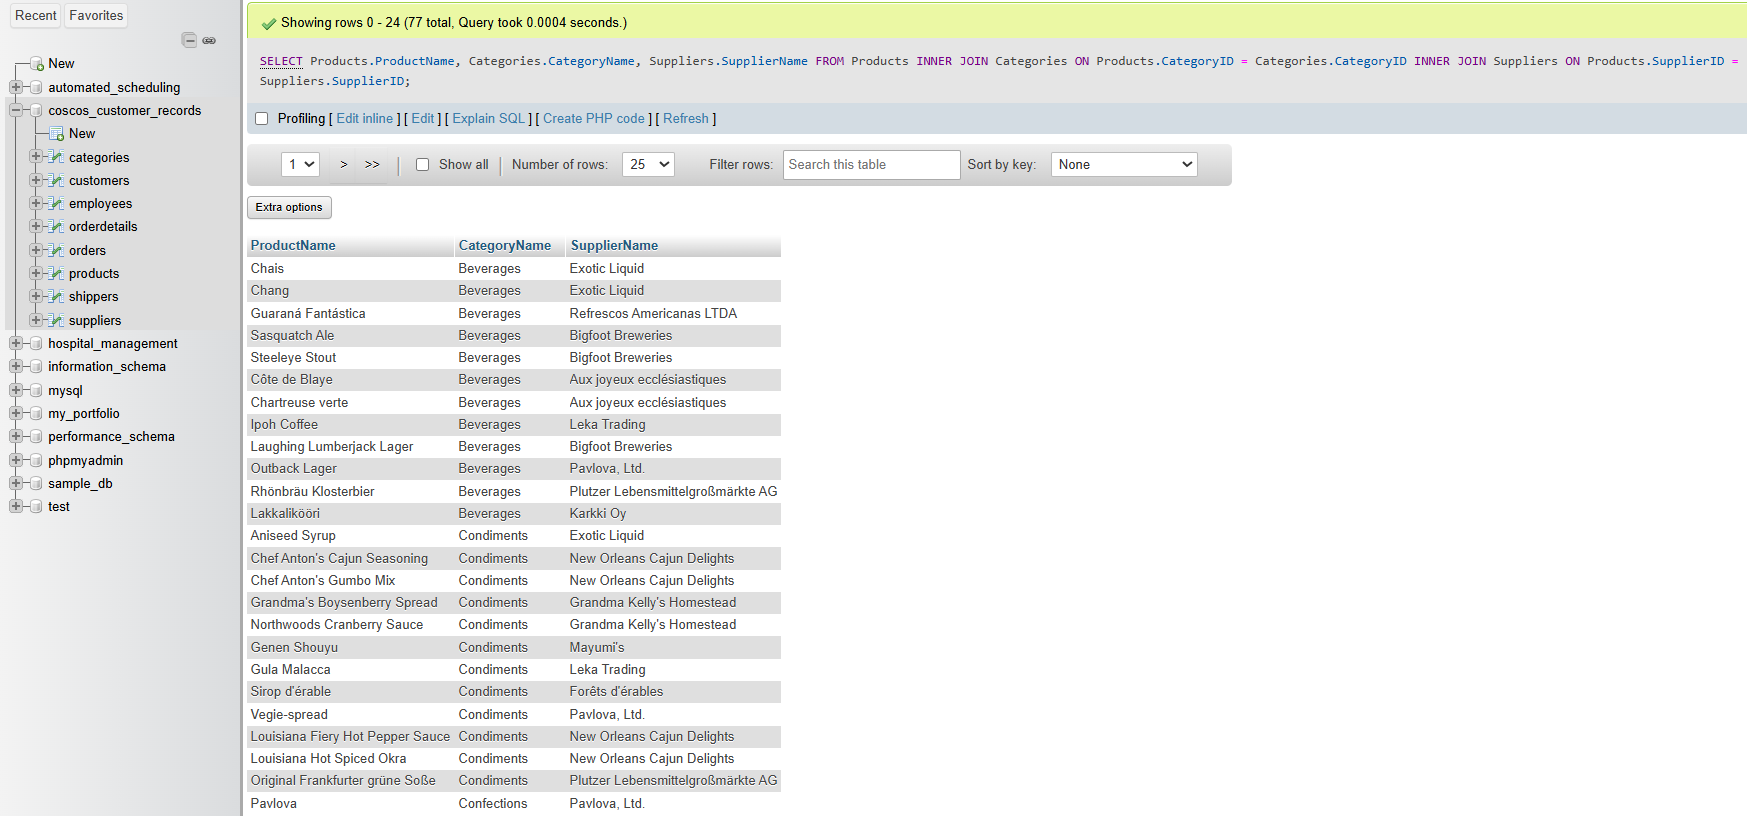 Recent Favorites
New
automated_scheduling
coscos_customer_records
New
categories
customers
employees
orderdetails
orders
products
shippers
suppliers
hospital_management
information_schema
mysql
my_portfolio
performance_schema
phpmyadmin
sample_db
test
Showing rows 0 - 24 (77 total, Query took 0.0004 seconds.)
SELECT Products.ProductName, Categories.CategoryName, Suppliers.SupplierName FROM Products INNER JOIN Categories ON Products.CategoryID = Categories.CategoryID INNER JOIN Suppliers ON Products.SupplierID =
Suppliers.SupplierID;
Profiling [ Edit inline ] [ Edit ] [ Explain SQL ] [ Create PHP code ] [ Refresh ]
1 > >> Show all Number of rows: 25 Filter rows: Search this table Sort by key: None
Extra options
ProductName CategoryName SupplierName
Chais Beverages Exotic Liquid
Chang Beverages Exotic Liquid
Guaraná Fantástica Beverages Refrescos Americanas LTDA
Sasquatch Ale Beverages Bigfoot Breweries
Steeleye Stout Beverages Bigfoot Breweries
Côte de Blaye Beverages Aux joyeux ecclésiastiques
Chartreuse verte Beverages Aux joyeux ecclésiastiques
Ipoh Coffee Beverages Leka Trading
Laughing Lumberjack Lager Beverages Bigfoot Breweries
Outback Lager Beverages Pavlova, Ltd.
Rhönbräu Klosterbier Beverages Plutzer Lebensmittelgroßmärkte AG
Lakkalikööri Beverages Karkki Oy
Aniseed Syrup Condiments Exotic Liquid
Chef Anton's Cajun Seasoning Condiments New Orleans Cajun Delights
Chef Anton's Gumbo Mix Condiments New Orleans Cajun Delights
Grandma's Boysenberry Spread Condiments Grandma Kelly's Homestead
Northwoods Cranberry Sauce Condiments Grandma Kelly's Homestead
Genen Shouyu Condiments Mayumi's
Gula Malacca Condiments Leka Trading
Sirop d'érable Condiments Forêts d'érables
Vegie-spread Condiments Pavlova, Ltd.
Louisiana Fiery Hot Pepper Sauce Condiments New Orleans Cajun Delights
Louisiana Hot Spiced Okra Condiments New Orleans Cajun Delights
Original Frankfurter grüne Soße Condiments Plutzer Lebensmittelgroßmärkte AG
Pavlova Confections Pavlova, Ltd.